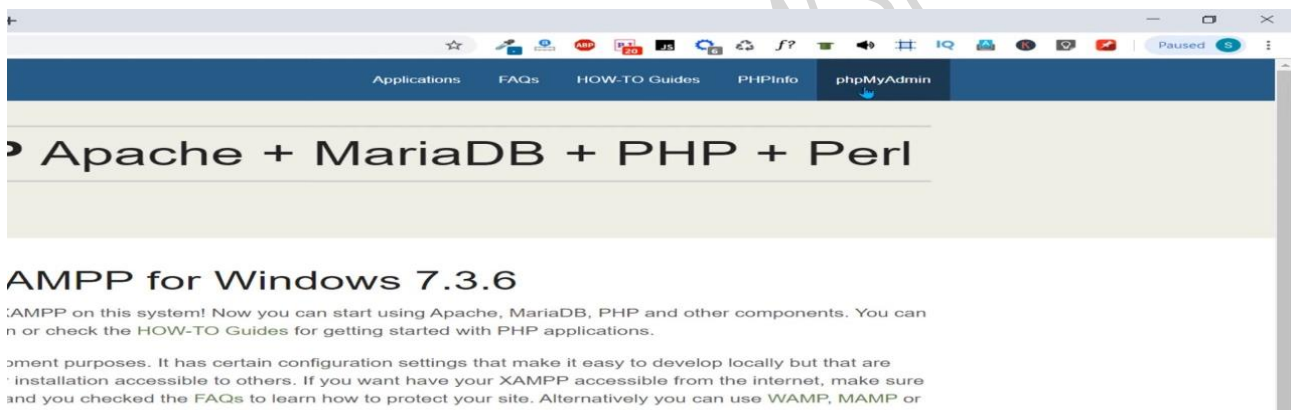 Paused S
Applications FAQs HOW-TO Guides PHPInfo phpMyAdmin
Apache + MariaDB + PHP + Perl
AMPP for Windows 7.3.6
XAMPP on this system! Now you can start using Apache, MariaDB, PHP and other components. You can
n or check the HOW-TO Guides for getting started with PHP applications.
oment purposes. It has certain configuration settings that make it easy to develop locally but that are
installation accessible to others. If you want have your XAMPP accessible from the internet, make sure
and you checked the FAQs to learn how to protect your site. Alternatively you can use WAMP, MAMP or